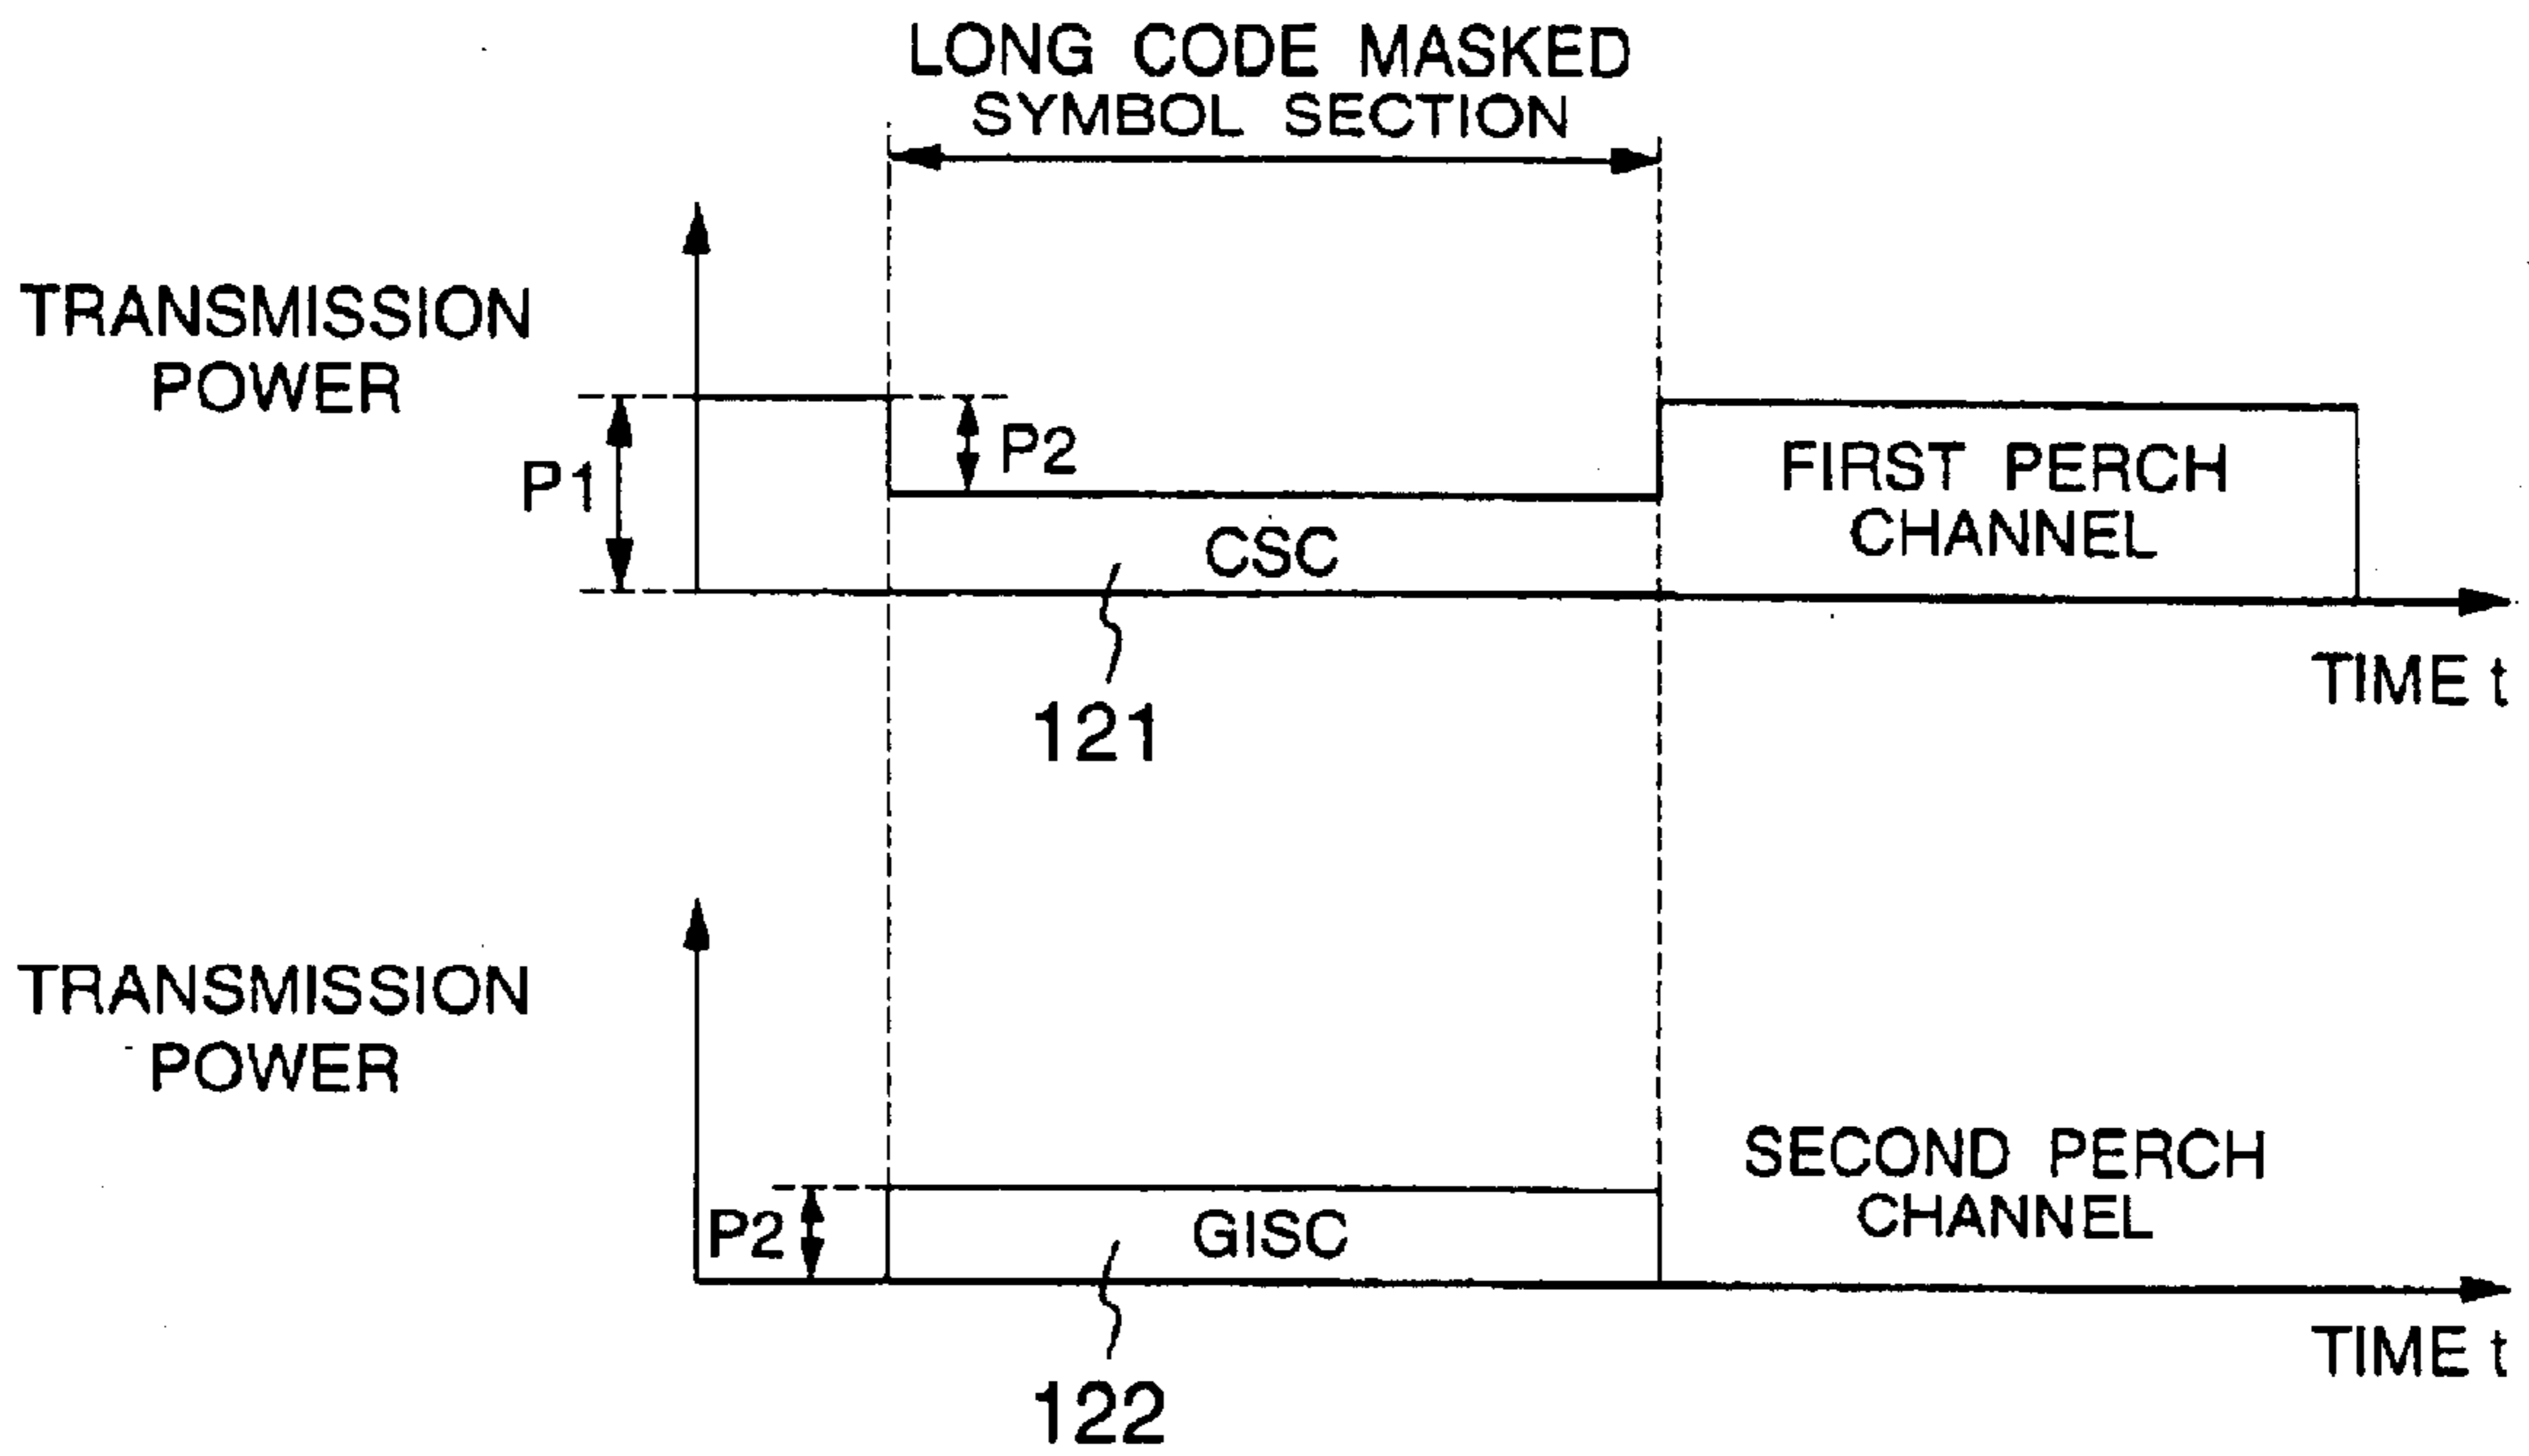 LONG CODE MASKED
SYMBOL SECTION
TRANSMISSION
POWER
P1
P2
FIRST PERCH
CHANNEL
CSC
TIME t
121
TRANSMISSION
POWER
SECOND PERCH
CHANNEL
P2
GISC
TIME t
122